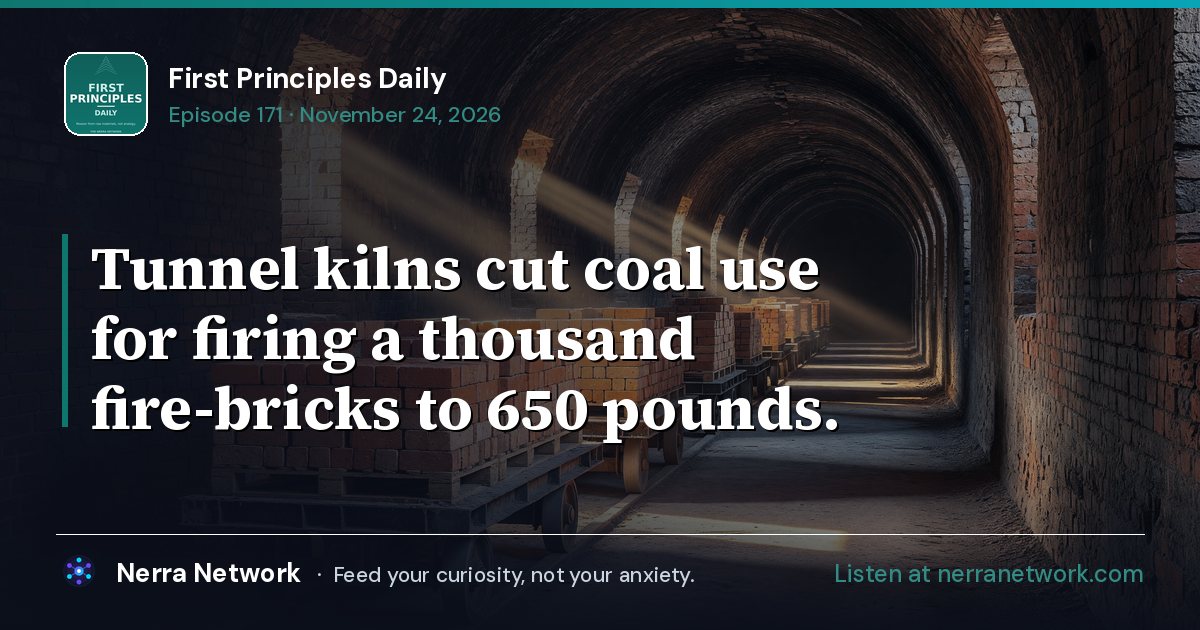 FIRST
PRINCIPLES
DAILY
First Principles Daily
Episode 171 · November 24, 2026
Tunnel kilns cut coal use
for firing a thousand
fire-bricks to 650 pounds.
Nerra Network · Feed your curiosity, not your anxiety.
Listen at nerranetwork.com